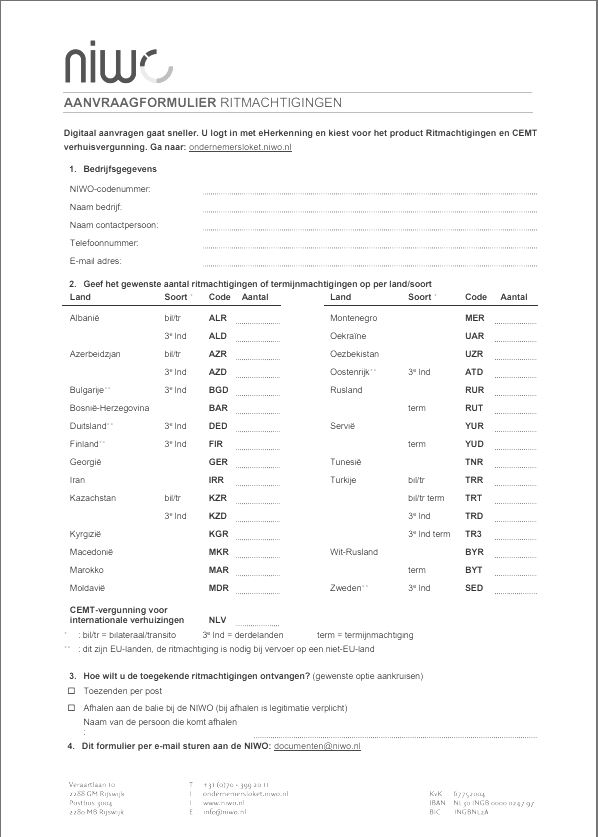 niwo
AANVRAAGFORMULIER RITMACHTIGINGEN
Digitaal aanvragen gaat sneller. U logt in met eHerkenning en kiest voor het product Ritmachtigingen en CEMT
verhuisvergunning. Ga naar: ondernemersloket.niwo.nl
1. Bedrijfsgegevens
NIWO-codenummer:
Naam bedrijf:
Naam contactpersoon:
Telefoonnummer:
E-mail adres:
2. Geef het gewenste aantal ritmachtigingen of termijnmachtigingen op per land/soort
Land Soort * Code Aantal Land Soort * Code Aantal
Albanië bil/tr ALR Montenegro MER
3e lnd ALD Oekraïne UAR
Azerbeidzjan bil/tr AZR Oezbekistan UZR
3e lnd AZD Oostenrijk** 3e lnd ATD
Bulgarije** 3e lnd BGD Rusland RUR
Bosnië-Herzegovina BAR term RUT
Duitsland** 3e lnd DED Servië YUR
Finland** 3e lnd FIR term YUD
Georgië GER Tunesië TNR
Iran IRR Turkije bil/tr TRR
Kazachstan bil/tr KZR bil/tr term TRT
3e lnd KZD 3e lnd TRD
Kyrgizië KGR 3e lnd term TR3
Macedonië MKR Wit-Rusland BYR
Marokko MAR term BYT
Moldavië MDR Zweden** 3e lnd SED
CEMT-vergunning voor
internationale verhuizingen NLV
* : bil/tr = bilateraal/transito 3e lnd = derdelanden term = termijnmachtiging
** : dit zijn EU-landen, de ritmachtiging is nodig bij vervoer op een niet-EU-land
3. Hoe wilt u de toegekende ritmachtigingen ontvangen? (gewenste optie aankruisen)
☐ Toezenden per post
☐ Afhalen aan de balie bij de NIWO (bij afhalen is legitimatie verplicht)
Naam van de persoon die komt afhalen
:
4. Dit formulier per e-mail sturen aan de NIWO: documenten@niwo.nl
Veraartlaan 10 T +31 (0)70 - 399 20 11
2288 GM Rijswijk I ondernemersloket.niwo.nl KvK 67792004
Postbus 3004 I www.niwo.nl IBAN NL30 INGB 0000 0247 97
2280 MB Rijswijk E info@niwo.nl BIC INGBNL2A